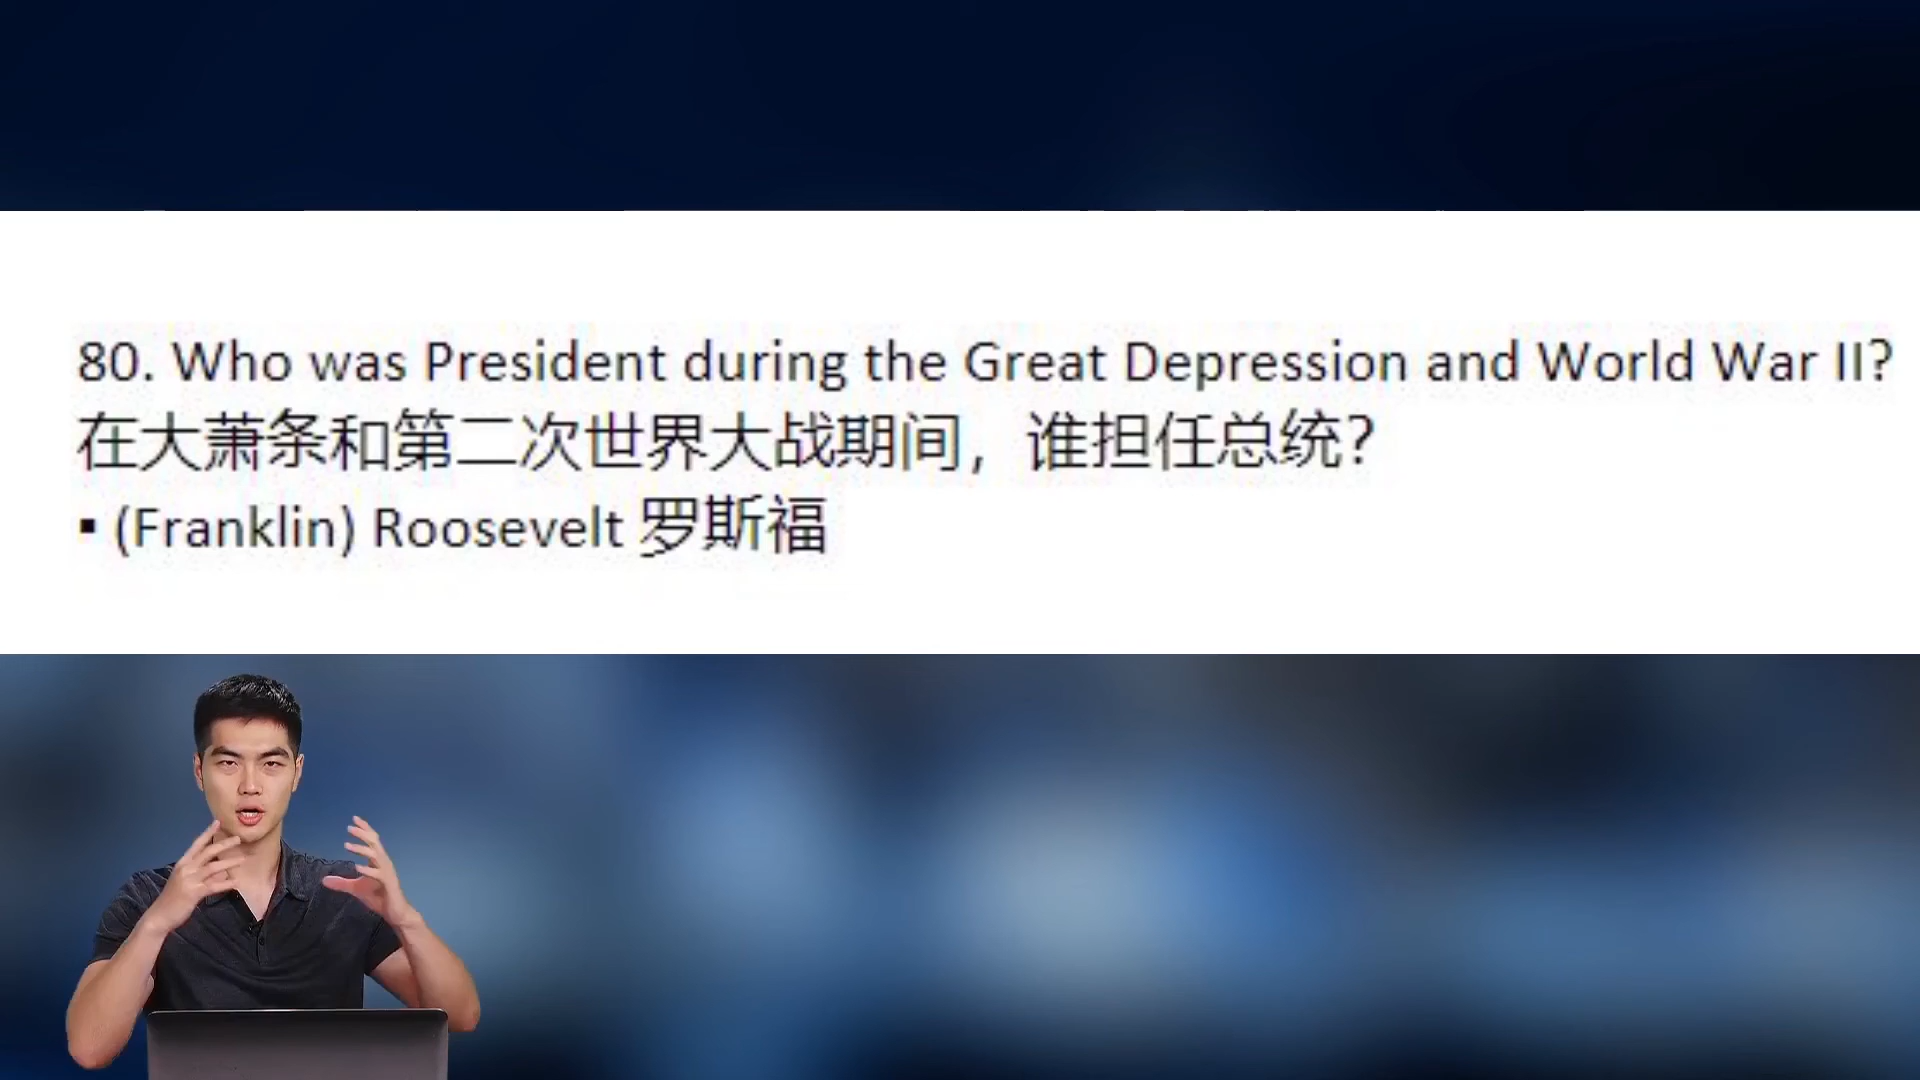 80. Who was President during the Great Depression and World War II?
在大萧条和第二次世界大战期间，谁担任总统？
▪ (Franklin) Roosevelt 罗斯福